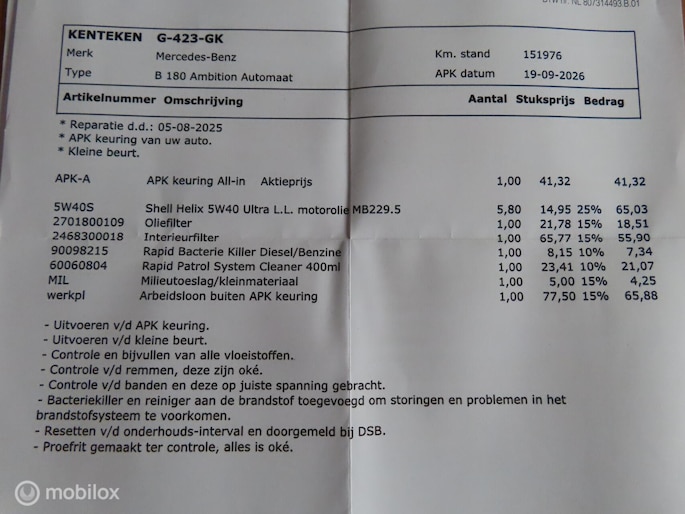 BTW nr. NL 807314493.B.01
KENTEKEN G-423-GK
Merk Mercedes-Benz Km. stand 151976
Type B 180 Ambition Automaat APK datum 19-09-2026
Artikelnummer Omschrijving Aantal Stuksprijs Bedrag
* Reparatie d.d.: 05-08-2025
* APK keuring van uw auto.
* Kleine beurt.
APK-A APK keuring All-in Aktieprijs 1,00 41,32 41,32
5W40S Shell Helix 5W40 Ultra L.L. motorolie MB229.5 5,80 14,95 25% 65,03
2701800109 Oliefilter 1,00 21,78 15% 18,51
2468300018 Interieurfilter 1,00 65,77 15% 55,90
90098215 Rapid Bacterie Killer Diesel/Benzine 1,00 8,15 10% 7,34
60060804 Rapid Patrol System Cleaner 400ml 1,00 23,41 10% 21,07
MIL Milieutoeslag/kleinmateriaal 1,00 5,00 15% 4,25
werkpl Arbeidsloon buiten APK keuring 1,00 77,50 15% 65,88
- Uitvoeren v/d APK keuring.
- Uitvoeren v/d kleine beurt.
- Controle en bijvullen van alle vloeistoffen.
- Controle v/d remmen, deze zijn oké.
- Controle v/d banden en deze op juiste spanning gebracht.
- Bacteriekiller en reiniger aan de brandstof toegevoegd om storingen en problemen in het
brandstofsysteem te voorkomen.
- Resetten v/d onderhouds-interval en doorgemeld bij DSB.
- Proefrit gemaakt ter controle, alles is oké.
mobilox